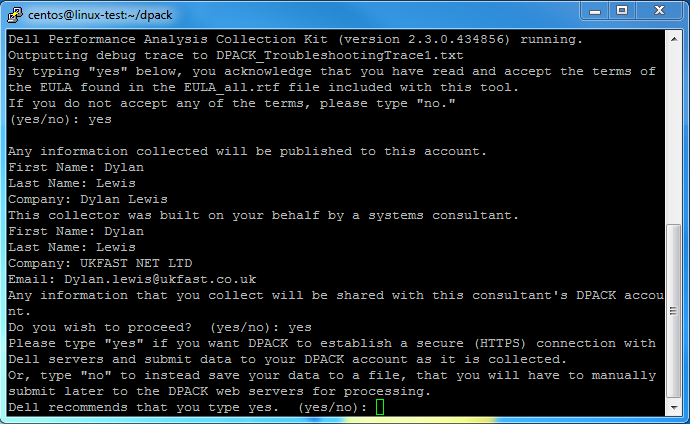 centos@linux-test:~/dpack
Dell Performance Analysis Collection Kit (version 2.3.0.434856) running.
Outputting debug trace to DPACK_TroubleshootingTrace1.txt
By typing "yes" below, you acknowledge that you have read and accept the terms of
the EULA found in the EULA_all.rtf file included with this tool.
If you do not accept any of the terms, please type "no."
(yes/no): yes
Any information collected will be published to this account.
First Name: Dylan
Last Name: Lewis
Company: Dylan Lewis
This collector was built on your behalf by a systems consultant.
First Name: Dylan
Last Name: Lewis
Company: UKFAST NET LTD
Email: Dylan.lewis@ukfast.co.uk
Any information that you collect will be shared with this consultant's DPACK accou
nt.
Do you wish to proceed?  (yes/no): yes
Please type "yes" if you want DPACK to establish a secure (HTTPS) connection with
Dell servers and submit data to your DPACK account as it is collected.
Or, type "no" to instead save your data to a file, that you will have to manually
submit later to the DPACK web servers for processing.
Dell recommends that you type yes.  (yes/no):